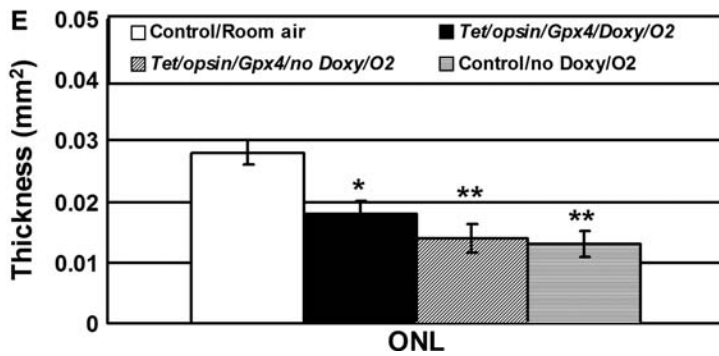 E
Control/Room air
Tet/opsin/Gpx4/Doxy/O2
Tet/opsin/Gpx4/no Doxy/O2
Control/no Doxy/O2
Thickness (mm²)
0.05
0.04
0.03
0.02
0.01
0
*
**
**
ONL